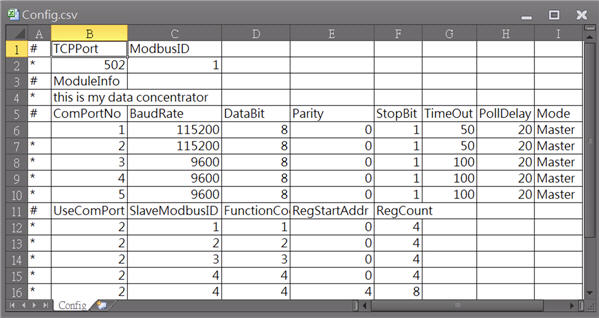 Config.csv
A B C D E F G H I
1 # TCPPort ModbusID
2 * 502 1
3 # ModuleInfo
4 * this is my data concentrator
5 # ComPortNo BaudRate DataBit Parity StopBit TimeOut PollDelay Mode
6 1 115200 8 0 1 50 20 Master
7 * 2 115200 8 0 1 50 20 Master
8 * 3 9600 8 0 1 100 20 Master
9 * 4 9600 8 0 1 100 20 Master
10 * 5 9600 8 0 1 100 20 Master
11 # UseComPort SlaveModbusID FunctionCo RegStartAddr RegCount
12 * 2 1 1 0 4
13 * 2 2 2 0 4
14 * 2 3 3 0 4
15 * 2 4 4 0 4
16 * 2 4 4 4 8
Config